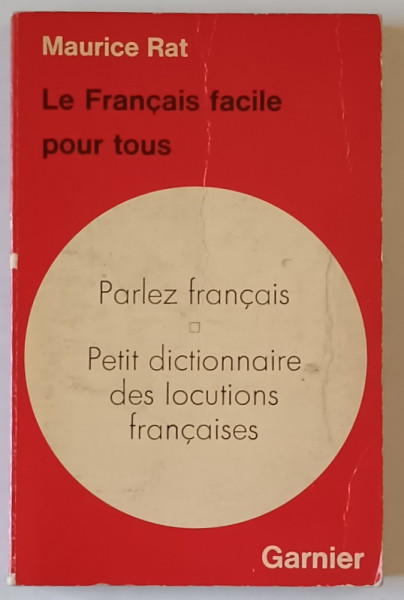 Maurice Rat
Le Français facile
pour tous
Parlez français
Petit dictionnaire
des locutions
françaises
Garnier